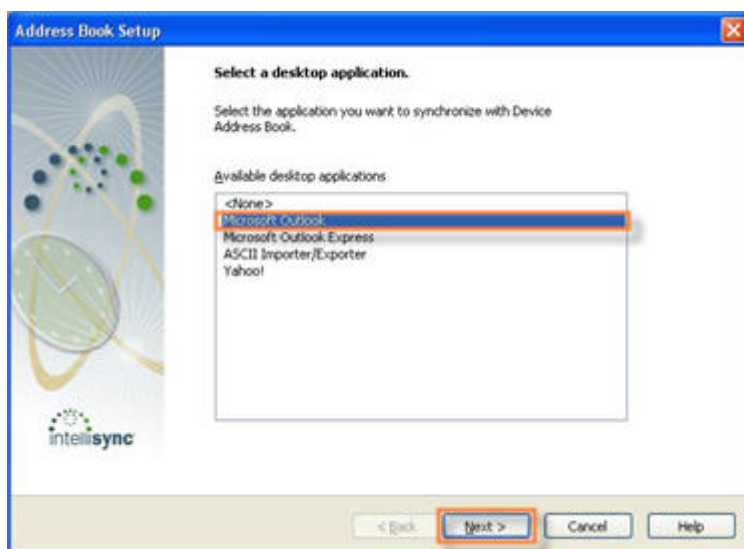 Address Book Setup
Select a desktop application.
Select the application you want to synchronize with Device
Address Book.
Available desktop applications
<None>
Microsoft Outlook
Microsoft Outlook Express
ASCII Importer/Exporter
Yahoo!
intellisync
< Back
Next >
Cancel
Help